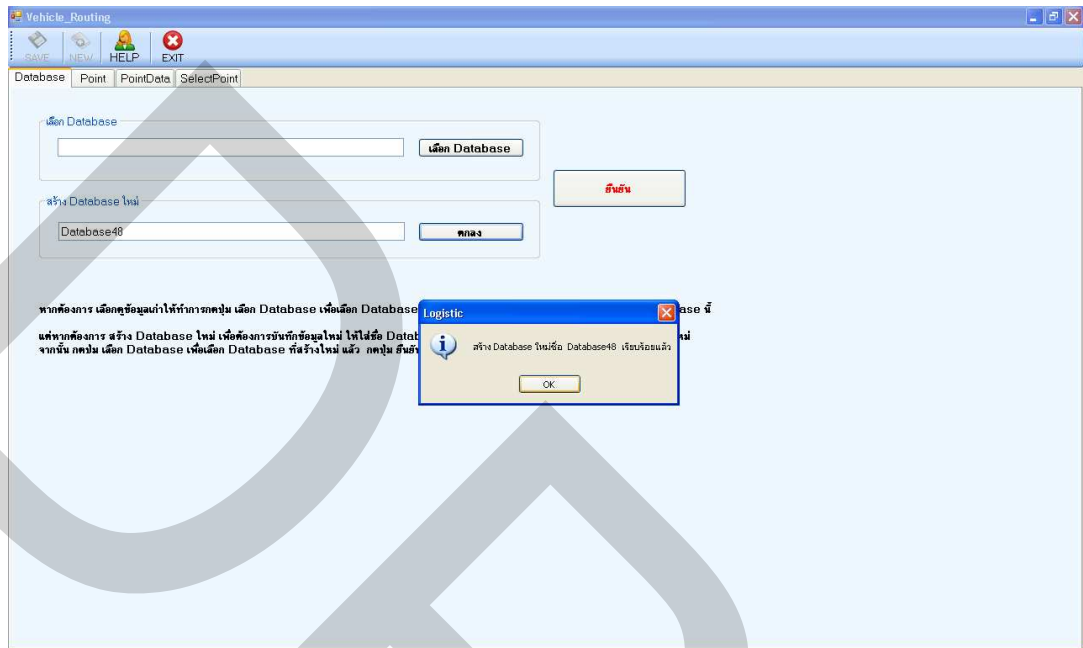 Vehicle_Routing
SAVE NEW HELP EXIT
Database Point PointData SelectPoint
เลือก Database
เลือก Database
ยืนยัน
สร้าง Database ใหม่
Database48
ตกลง
หากต้องการ เลือกดูข้อมูลเก่าให้ทำการกดปุ่ม เลือก Database เพื่อเลือก Database ase นี้
แต่หากต้องการ สร้าง Database ใหม่ เพื่อต้องการบันทึกข้อมูลใหม่ ให้ใส่ชื่อ Datab หม่
จากนั้น กดปุ่ม เลือก Database เพื่อเลือก Database ที่สร้างใหม่ แล้ว กดปุ่ม ยืนยัน
Logistic
สร้าง Database ใหม่ชื่อ Database48 เรียบร้อยแล้ว
OK